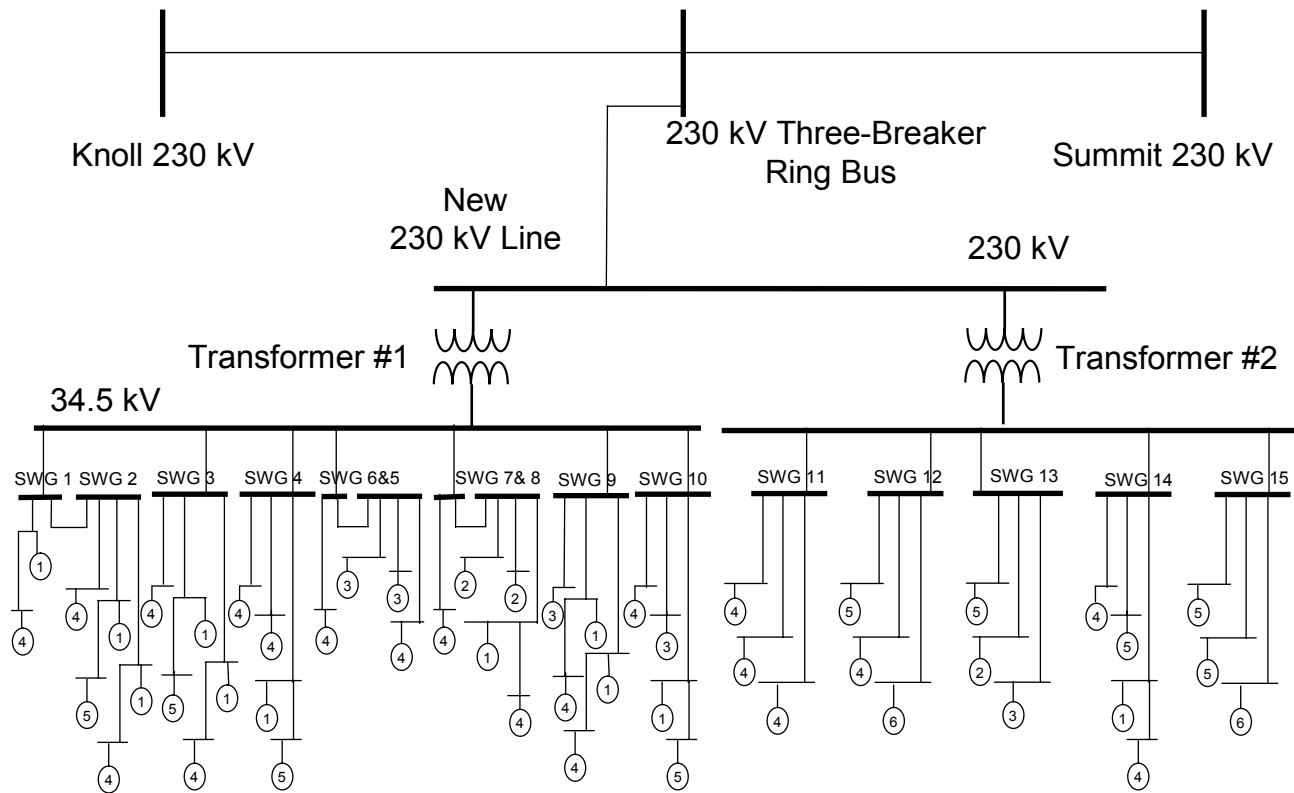 Knoll 230 kV
230 kV Three-Breaker
Ring Bus
Summit 230 kV
New
230 kV Line
230 kV
Transformer #1
Transformer #2
34.5 kV
SWG 1
SWG 2
SWG 3
SWG 4
SWG 6&5
SWG 7& 8
SWG 9
SWG 10
SWG 11
SWG 12
SWG 13
SWG 14
SWG 15
1
4
4
1
5
1
4
4
1
5
1
4
4
4
1
5
3
3
4
4
2
2
4
1
4
3
1
4
1
4
4
3
1
5
4
4
4
5
4
6
5
2
3
4
5
1
4
5
5
6